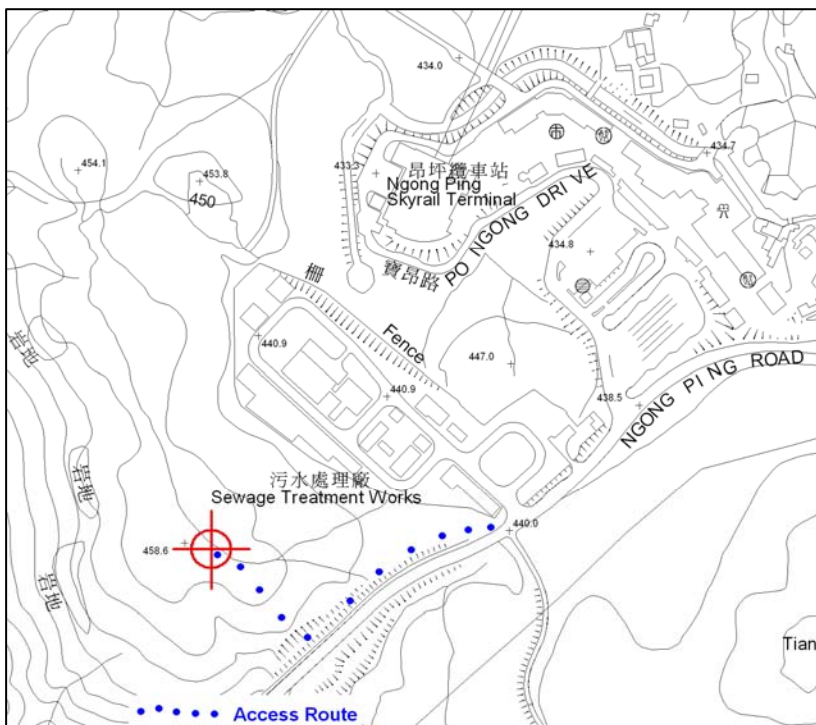 434.0
434.7
454.1
453.8
450
433.3
昂坪纜車站
Ngong Ping
Skyrail Terminal
市
PO NGONG DRIVE
寶昂路
434.8
柵
Fence
440.9
447.0
440.9
438.5
NGONG PING ROAD
岩地
岩地
岩地
污水處理廠
Sewage Treatment Works
440.0
458.6
Tian
Access Route